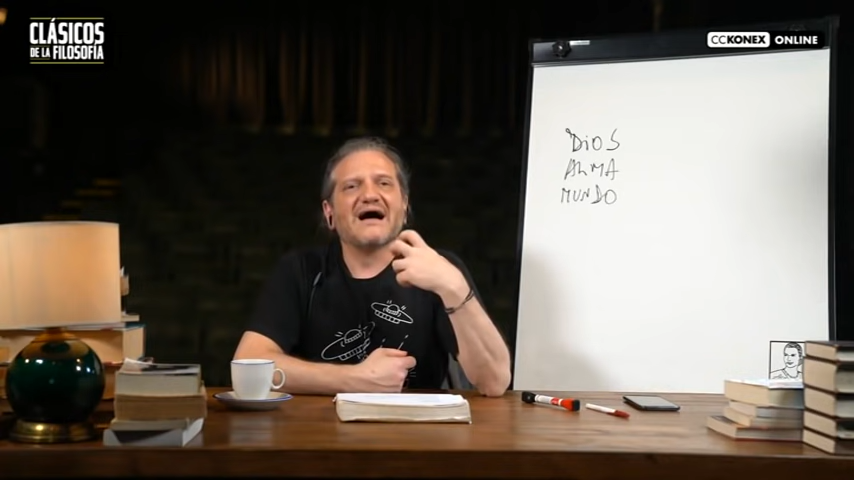 CLÁSICOS
DE LA FILOSOFÍA
CCKONEX ONLINE
DIOS
ALMA
MUNDO